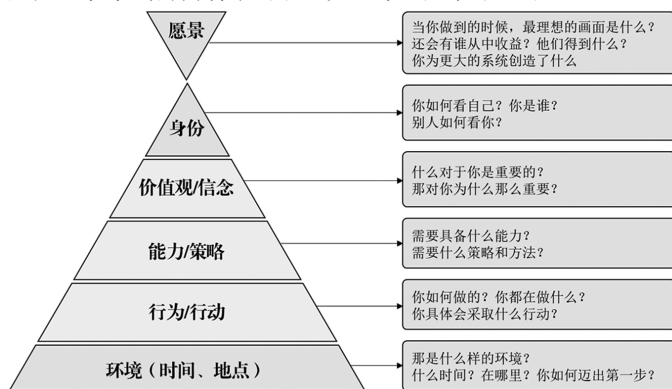 愿景
当你做到的时候，最理想的画面是什么？
还会有谁从中收益？他们得到什么？
你为更大的系统创造了什么
身份
你如何看自己？你是谁？
别人如何看你？
价值观/信念
什么对于你是重要的？
那对你为什么那么重要？
能力/策略
需要具备什么能力？
需要什么策略和方法？
行为/行动
你如何做的？你都在做什么？
你具体会采取什么行动？
环境（时间、地点）
那是什么样的环境？
什么时间？在哪里？你如何迈出第一步？